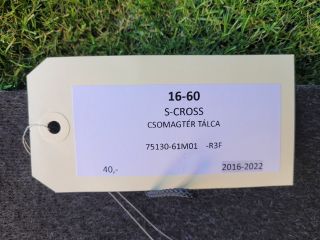 16-60
S-CROSS
CSOMAGTÉR TÁLCA
75130-61M01 -R3F
40,- 2016-2022